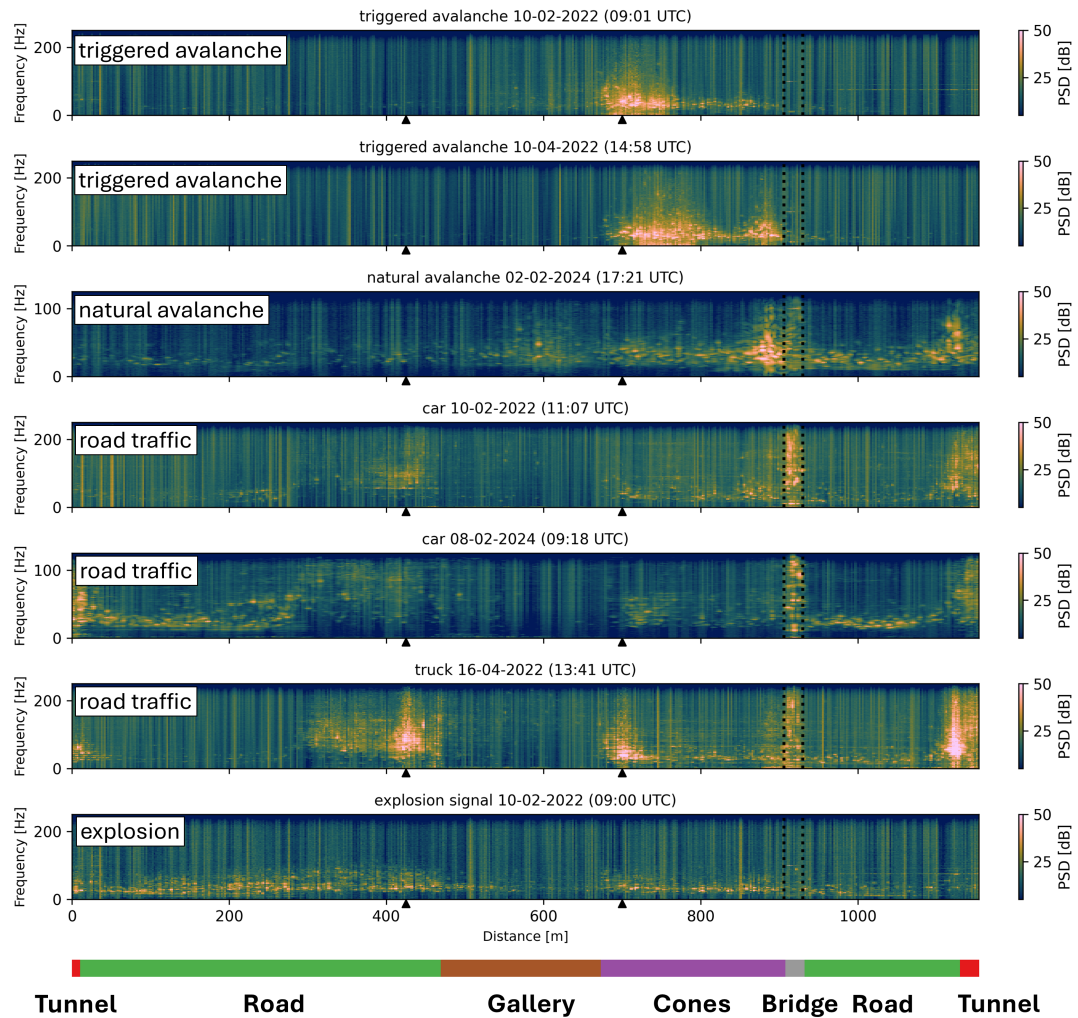 triggered avalanche 10-02-2022 (09:01 UTC)
Frequency [Hz]
200
0
triggered avalanche
50
25
PSD [dB]
triggered avalanche 10-04-2022 (14:58 UTC)
Frequency [Hz]
200
0
triggered avalanche
50
25
PSD [dB]
natural avalanche 02-02-2024 (17:21 UTC)
Frequency [Hz]
100
0
natural avalanche
50
25
PSD [dB]
car 10-02-2022 (11:07 UTC)
Frequency [Hz]
200
0
road traffic
50
25
PSD [dB]
car 08-02-2024 (09:18 UTC)
Frequency [Hz]
100
0
road traffic
50
25
PSD [dB]
truck 16-04-2022 (13:41 UTC)
Frequency [Hz]
200
0
road traffic
50
25
PSD [dB]
explosion signal 10-02-2022 (09:00 UTC)
Frequency [Hz]
200
0
explosion
50
25
PSD [dB]
0 200 400 600 800 1000
Distance [m]
Tunnel Road Gallery Cones Bridge Road Tunnel